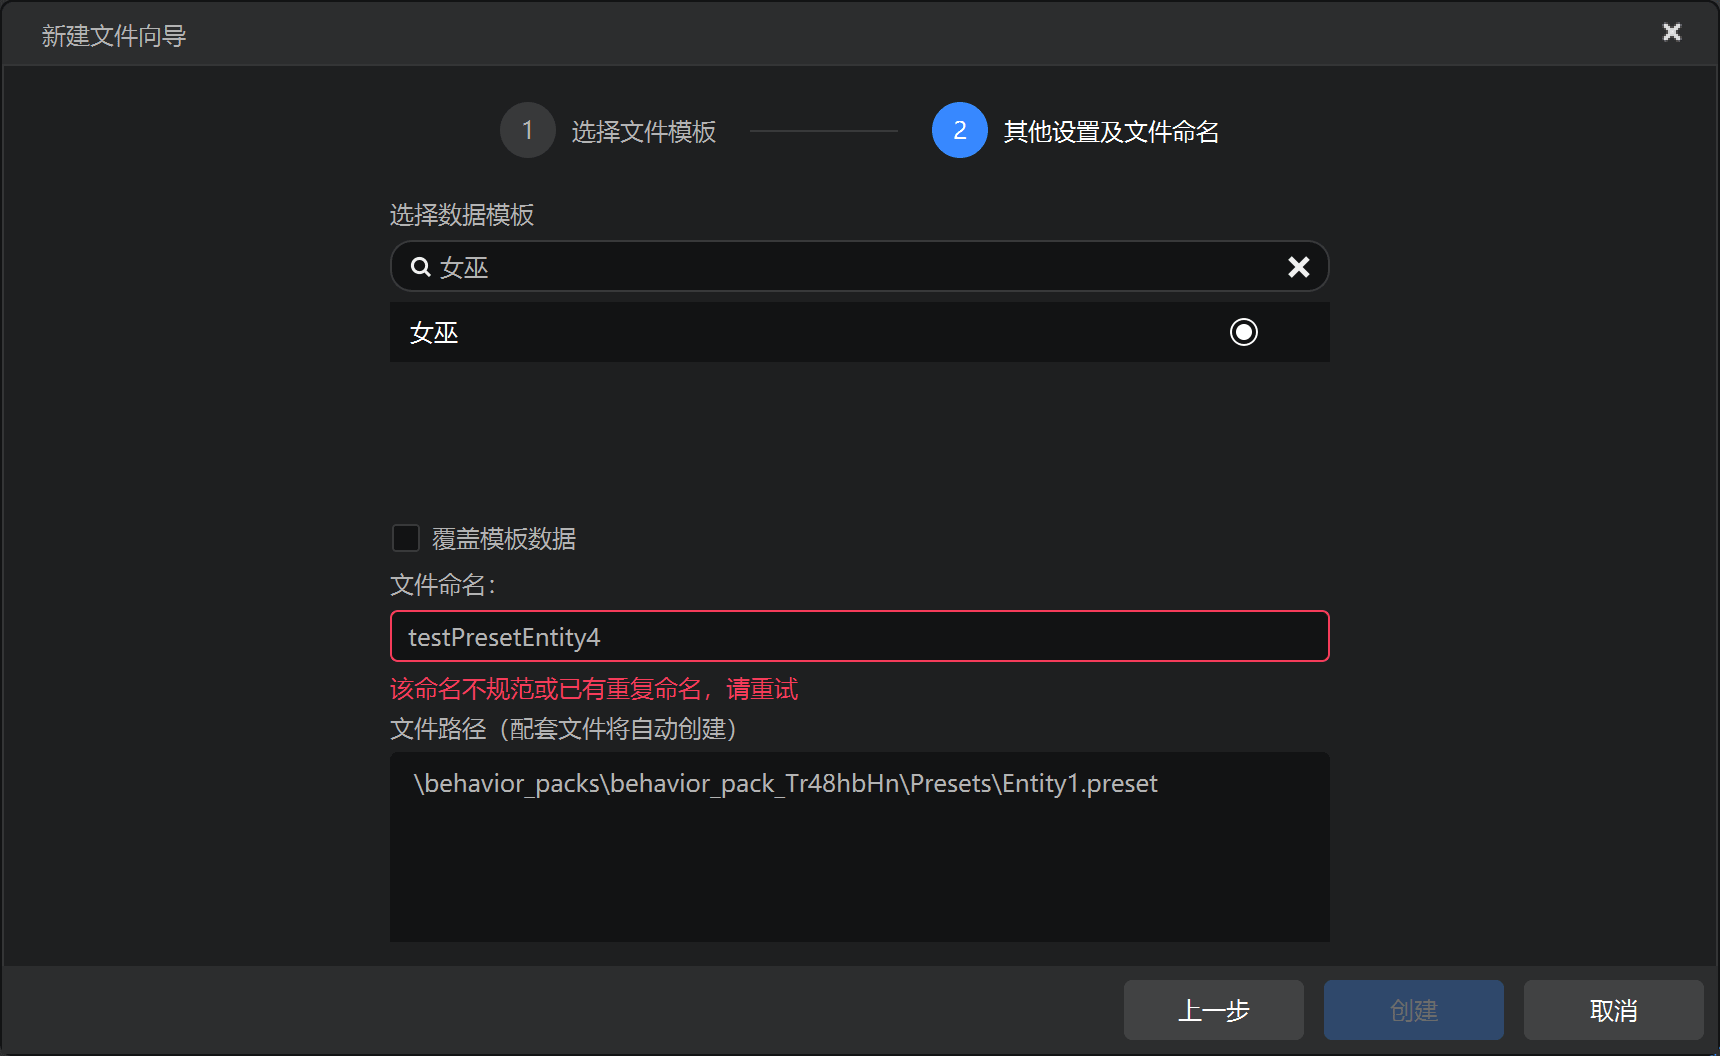 新建文件向导
1 选择文件模板 2 其他设置及文件命名
选择数据模板
女巫
女巫
覆盖模板数据
文件命名：
testPresetEntity4
该命名不规范或已有重复命名，请重试
文件路径（配套文件将自动创建）
\behavior_packs\behavior_pack_Tr48hbHn\Presets\Entity1.preset
上一步 创建 取消